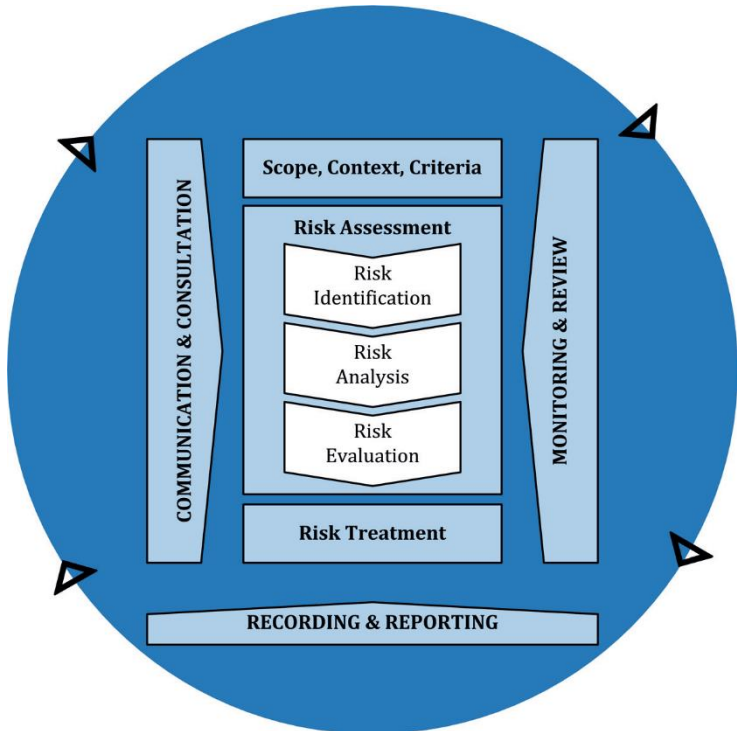 COMMUNICATION & CONSULTATION
Scope, Context, Criteria
Risk Assessment
Risk
Identification
Risk
Analysis
Risk
Evaluation
Risk Treatment
MONITORING & REVIEW
RECORDING & REPORTING